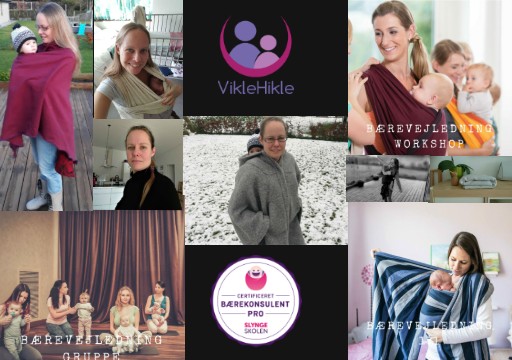 VikleHikle
BÆREVEJLEDNING
WORKSHOP
BÆREVEJLEDNING
GRUPPE
CERTIFICERET
BÆREKONSULENT
PRO
SLYNGE
SKOLEN
BÆREVEJLEDNING